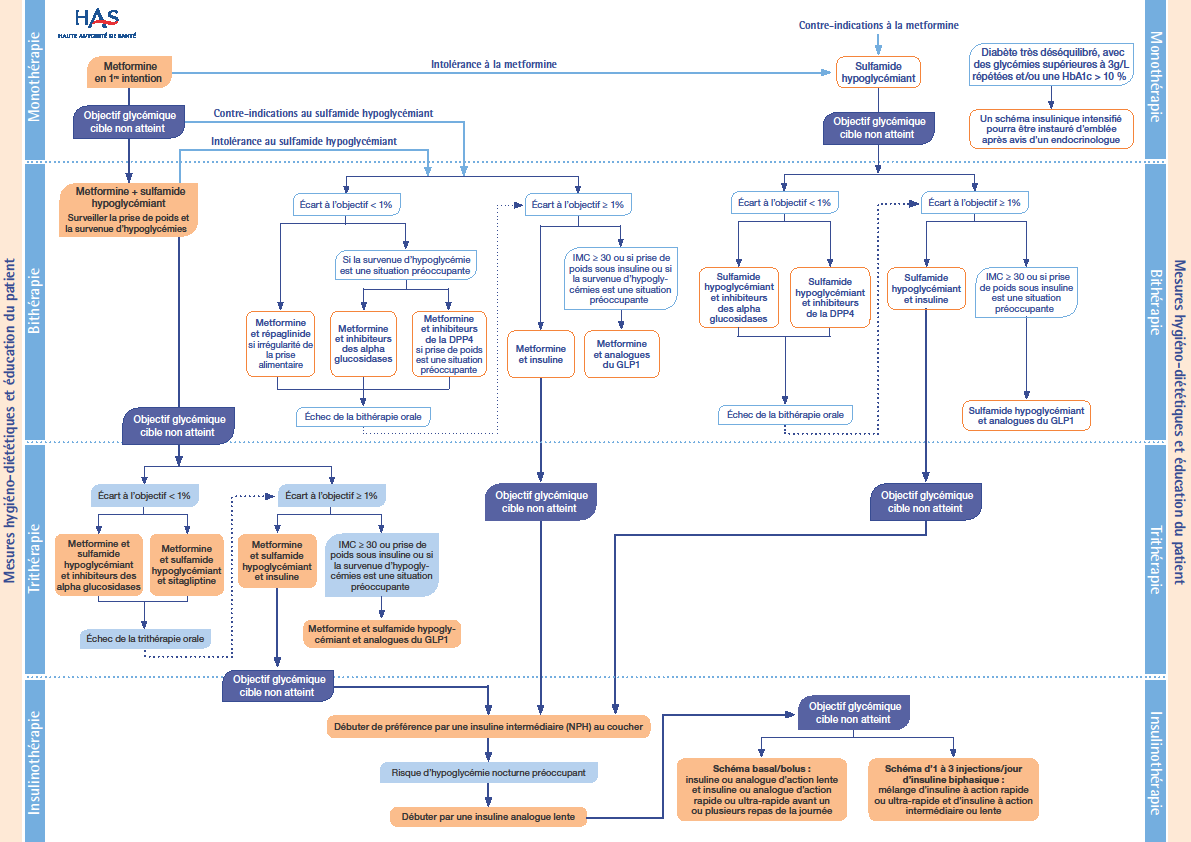 HAS
HAUTE AUTORITÉ DE SANTÉ
Mesures hygiéno-diététiques et éducation du patient
Monothérapie
Contre-indications à la metformine
Metformine
en 1re intention
Intolérance à la metformine
Sulfamide
hypoglycémiant
Diabète très déséquilibré, avec
des glycémies supérieures à 3g/L
répétées et/ou une HbA1c > 10 %
Objectif glycémique
cible non atteint
Contre-indications au sulfamide hypoglycémiant
Intolérance au sulfamide hypoglycémiant
Objectif glycémique
cible non atteint
Un schéma insulinique intensifié
pourra être instauré d'emblée
après avis d'un endocrinologue
Monothérapie
Bithérapie
Metformine + sulfamide
hypoglycémiant
Surveiller la prise de poids et
la survenue d'hypoglycémies
Écart à l'objectif < 1%
Écart à l'objectif ≥ 1%
Écart à l'objectif < 1%
Écart à l'objectif ≥ 1%
Si la survenue d'hypoglycémie
est une situation préoccupante
IMC ≥ 30 ou si prise de
poids sous insuline ou si
la survenue d'hypogly-
cémies est une situation
préoccupante
Sulfamide
hypoglycémiant
et inhibiteurs
des alpha
glucosidases
Sulfamide
hypoglycémiant
et inhibiteurs
de la DPP4
Sulfamide
hypoglycémiant
et insuline
IMC ≥ 30 ou si prise
de poids sous insuline
est une situation
préoccupante
Metformine
et répaglinide
si irrégularité de
la prise
alimentaire
Metformine
et inhibiteurs
des alpha
glucosidases
Metformine
et inhibiteurs
de la DPP4
si prise de poids
est une situation
préoccupante
Metformine
et insuline
Metformine
et analogues
du GLP1
Échec de la bithérapie orale
Échec de la bithérapie orale
Sulfamide hypoglycémiant
et analogues du GLP1
Objectif glycémique
cible non atteint
Bithérapie
Trithérapie
Écart à l'objectif < 1%
Écart à l'objectif ≥ 1%
Objectif glycémique
cible non atteint
Objectif glycémique
cible non atteint
Metformine et
sulfamide
hypoglycémiant
et inhibiteurs des
alpha glucosidases
Metformine
et sulfamide
hypoglycémiant
et sitagliptine
Metformine
et sulfamide
hypoglycémiant
et insuline
IMC ≥ 30 ou prise de
poids sous insuline ou si
la survenue d'hypogly-
cémies est une situation
préoccupante
Échec de la trithérapie orale
Metformine et sulfamide hypogly-
cémiant et analogues du GLP1
Trithérapie
Insulinothérapie
Objectif glycémique
cible non atteint
Débuter de préférence par une insuline intermédiaire (NPH) au coucher
Objectif glycémique
cible non atteint
Risque d'hypoglycémie nocturne préoccupant
Débuter par une insuline analogue lente
Schéma basal/bolus :
insuline ou analogue d'action lente
et insuline ou analogue d'action
rapide ou ultra-rapide avant un
ou plusieurs repas de la journée
Schéma d'1 à 3 injections/jour
d'insuline biphasique :
mélange d'insuline à action rapide
ou ultra-rapide et d'insuline à action
intermédiaire ou lente
Insulinothérapie
Mesures hygiéno-diététiques et éducation du patient